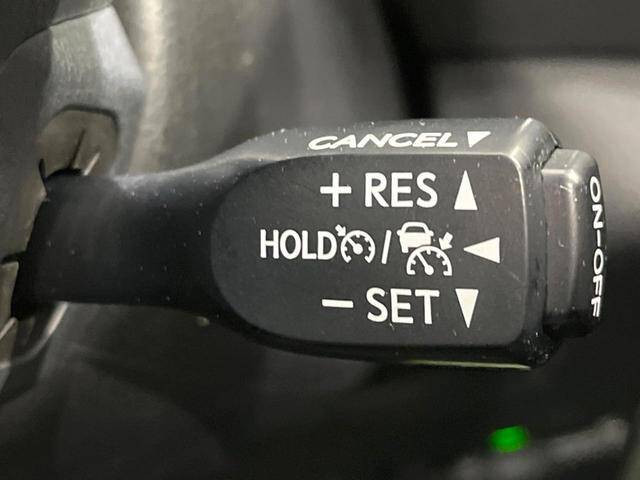 CANCEL ▼
+ RES ▲
HOLD / ◀
− SET ▼
ON-OFF